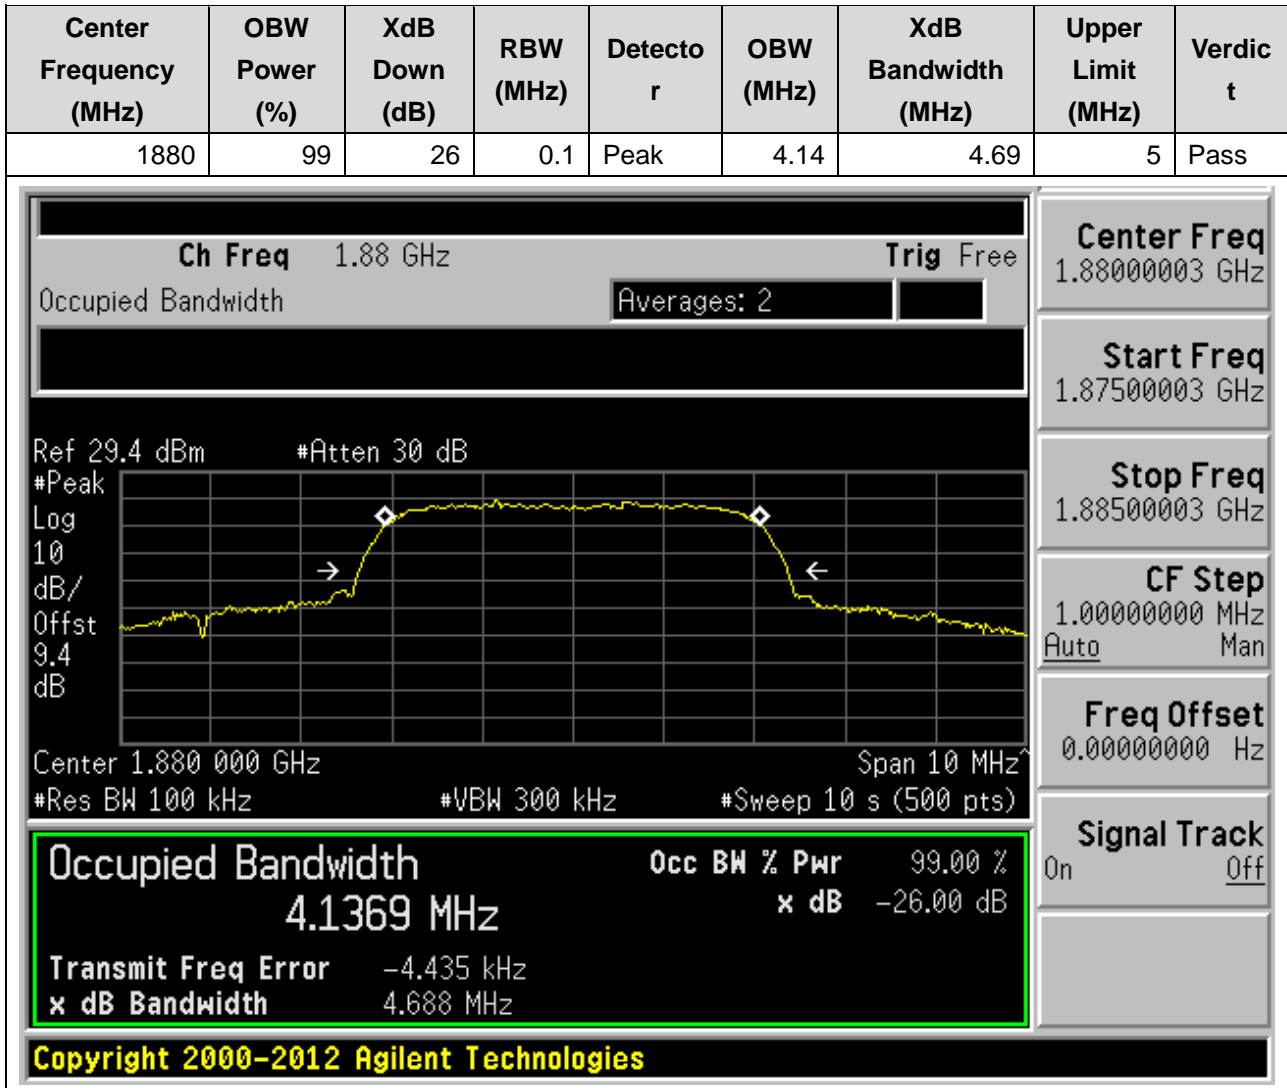 Center Frequency (MHz) OBW Power (%) XdB Down (dB) RBW (MHz) Detecto r OBW (MHz) XdB Bandwidth (MHz) Upper Limit (MHz) Verdic t
1880 99 26 0.1 Peak 4.14 4.69 5 Pass
Ch Freq 1.88 GHz Trig Free
Occupied Bandwidth Averages: 2
Ref 29.4 dBm #Atten 30 dB
#Peak
Log
10
dB/
Offst
9.4
dB
Center 1.880 000 GHz Span 10 MHz^
#Res BW 100 kHz #VBW 300 kHz #Sweep 10 s (500 pts)
Occupied Bandwidth Occ BW % Pwr 99.00 %
4.1369 MHz x dB -26.00 dB
Transmit Freq Error -4.435 kHz
x dB Bandwidth 4.688 MHz
Copyright 2000-2012 Agilent Technologies
Center Freq
1.88000003 GHz
Start Freq
1.87500003 GHz
Stop Freq
1.88500003 GHz
CF Step
1.00000000 MHz
Auto Man
Freq Offset
0.00000000 Hz
Signal Track
On Off